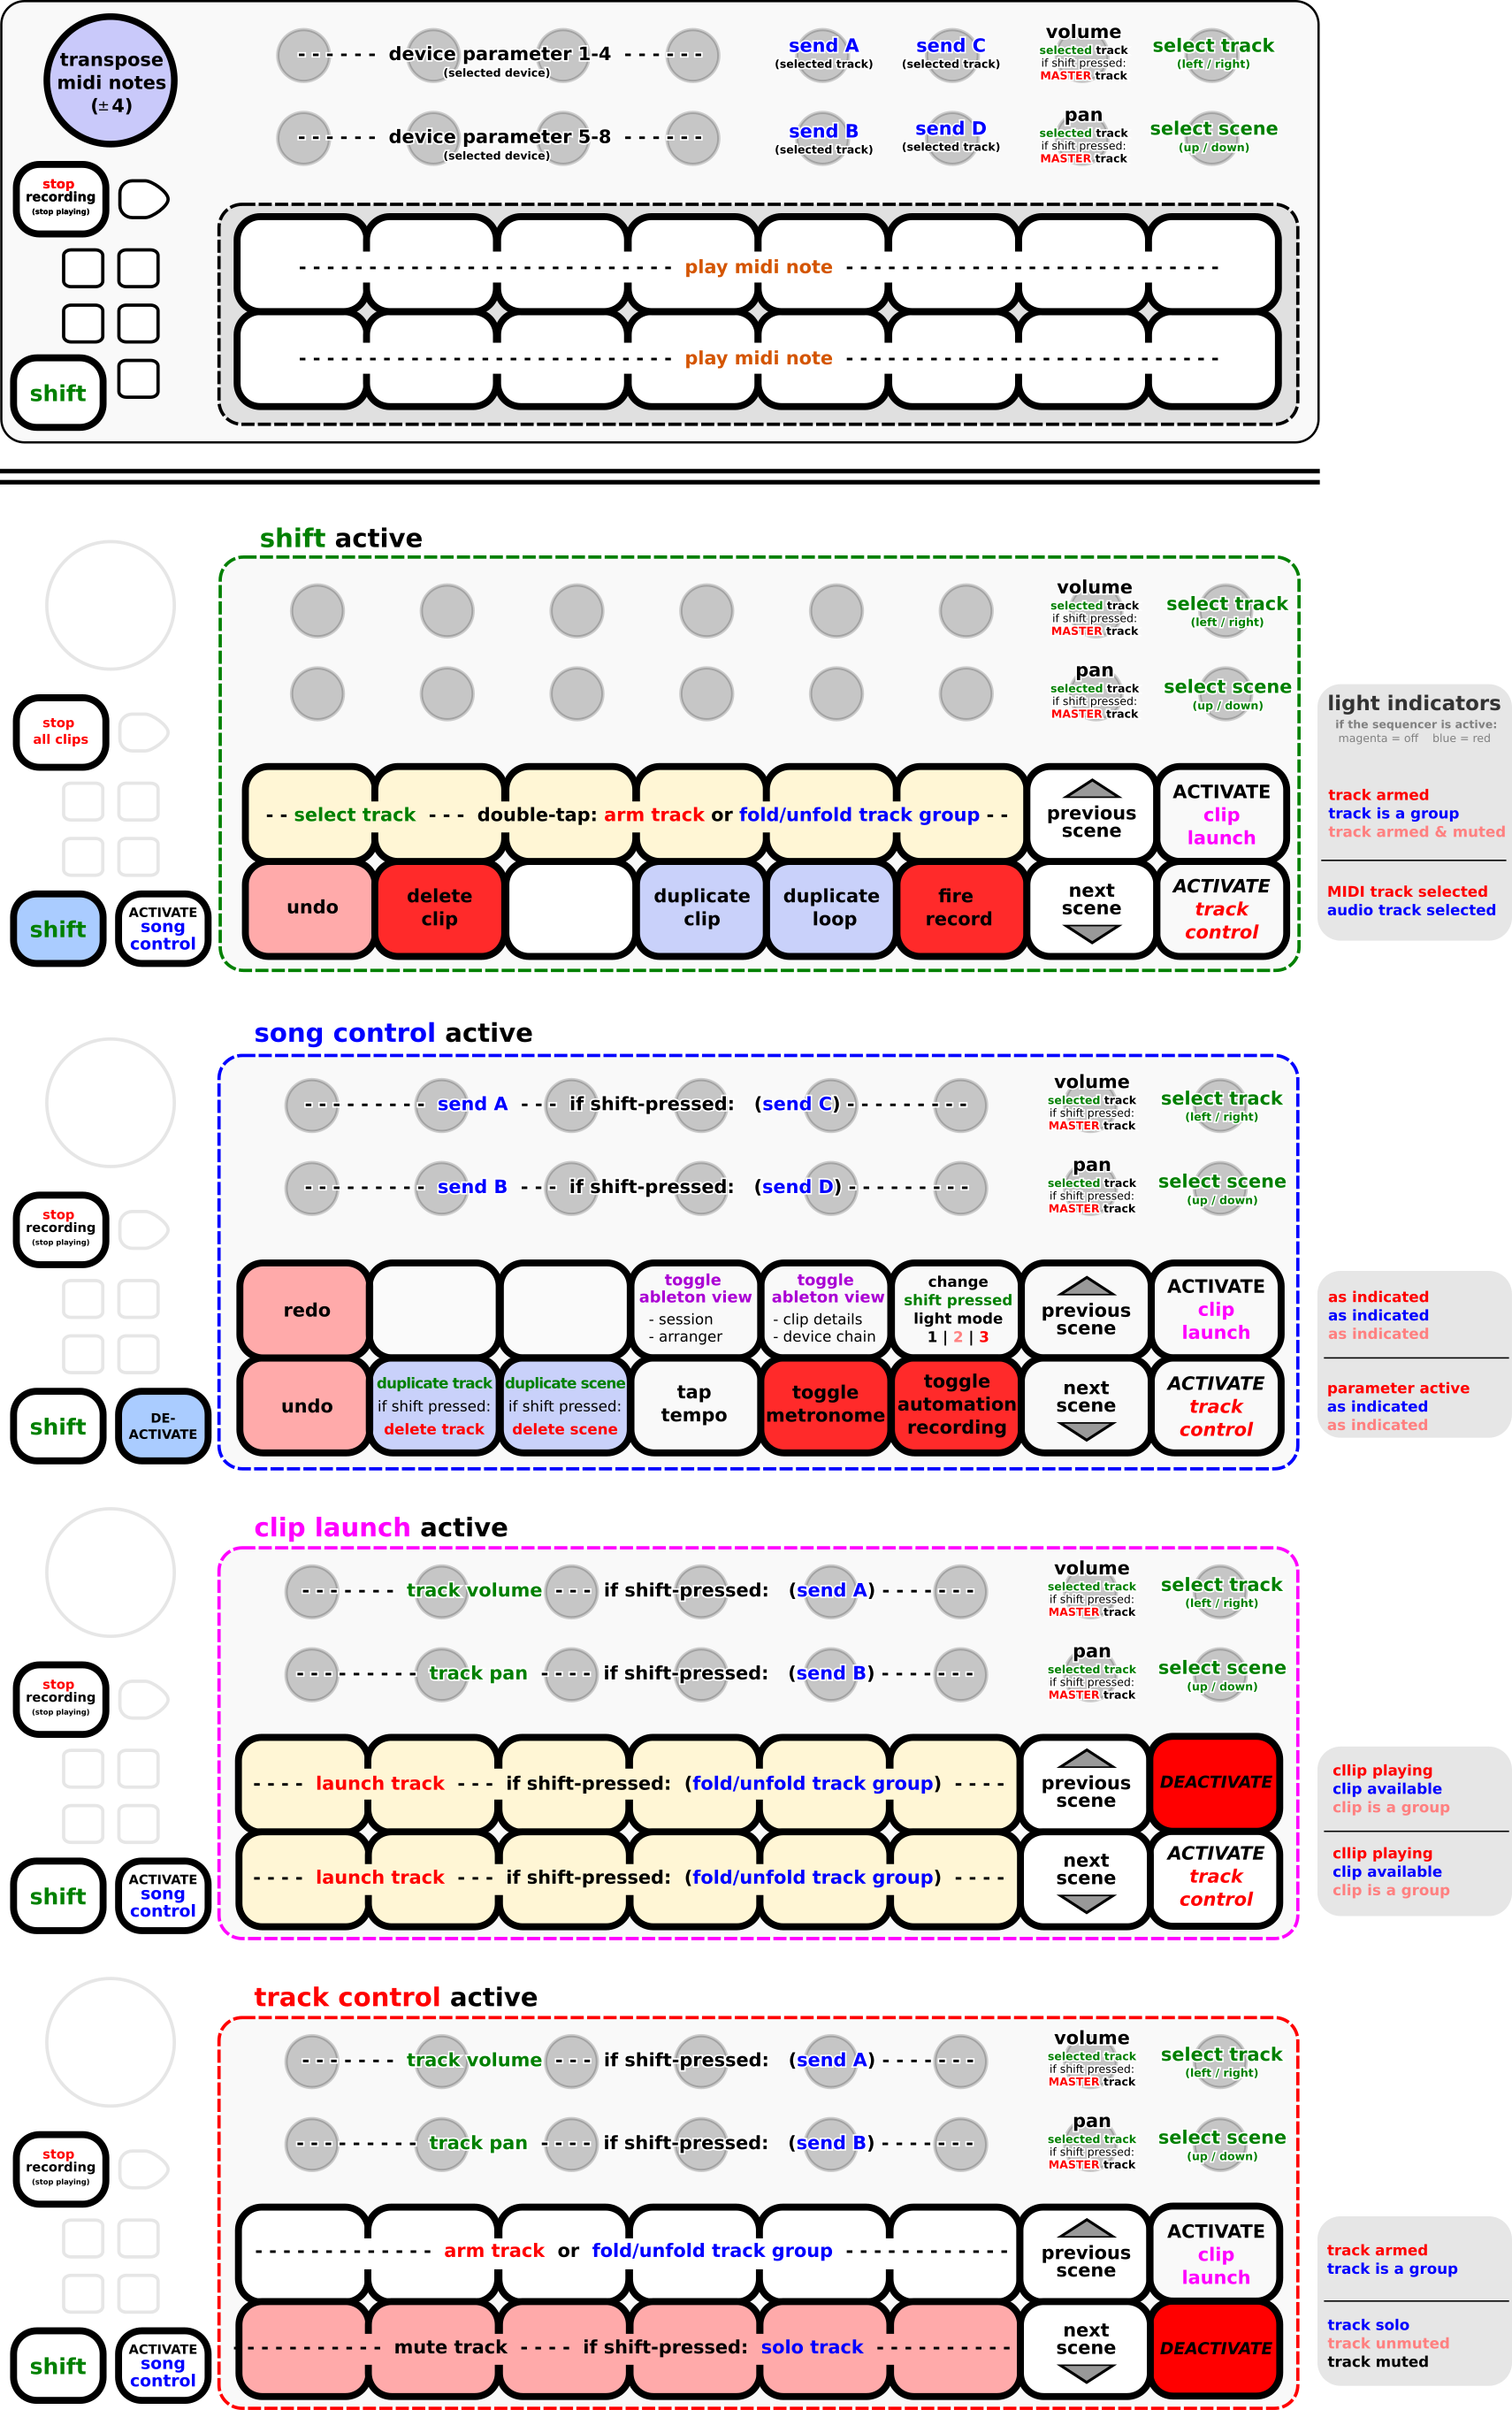 transpose
midi notes
(±4)
- - - - - - device parameter 1-4 - - - - - -
(selected device)
send A
(selected track)
send C
(selected track)
volume
selected track
if shift pressed:
MASTER track
select track
(left / right)
- - - - - - device parameter 5-8 - - - - - -
(selected device)
send B
(selected track)
send D
(selected track)
pan
selected track
if shift pressed:
MASTER track
select scene
(up / down)
stop
recording
(stop playing)
play midi note
play midi note
shift
shift active
volume
selected track
if shift pressed:
MASTER track
select track
(left / right)
pan
selected track
if shift pressed:
MASTER track
select scene
(up / down)
stop
all clips
light indicators
if the sequencer is active:
magenta = off blue = red
- - select track - - - double-tap: arm track or fold/unfold track group - -
previous
scene
ACTIVATE
clip
launch
track armed
track is a group
track armed & muted
undo
delete
clip
duplicate
clip
duplicate
loop
fire
record
next
scene
ACTIVATE
track
control
MIDI track selected
audio track selected
shift
ACTIVATE
song
control
song control active
- - - - - - - - send A - - - if shift-pressed: (send C) - - - - - - - -
volume
selected track
if shift pressed:
MASTER track
select track
(left / right)
- - - - - - - - send B - - - if shift-pressed: (send D) - - - - - - - -
pan
selected track
if shift pressed:
MASTER track
select scene
(up / down)
stop
recording
(stop playing)
redo
toggle
ableton view
- session
- arranger
toggle
ableton view
- clip details
- device chain
change
shift pressed
light mode
1 | 2 | 3
previous
scene
ACTIVATE
clip
launch
as indicated
as indicated
as indicated
undo
duplicate track
if shift pressed:
delete track
duplicate scene
if shift pressed:
delete scene
tap
tempo
toggle
metronome
toggle
automation
recording
next
scene
ACTIVATE
track
control
parameter active
as indicated
as indicated
shift
DE-
ACTIVATE
clip launch active
- - - - - - - track volume - - - if shift-pressed: (send A) - - - - - - -
volume
selected track
if shift pressed:
MASTER track
select track
(left / right)
- - - - - - - - track pan - - - - if shift-pressed: (send B) - - - - - - -
pan
selected track
if shift pressed:
MASTER track
select scene
(up / down)
stop
recording
(stop playing)
- - - - launch track - - - if shift-pressed: (fold/unfold track group) - - - -
previous
scene
DEACTIVATE
cllip playing
clip available
clip is a group
- - - - launch track - - - if shift-pressed: (fold/unfold track group) - - - -
next
scene
ACTIVATE
track
control
cllip playing
clip available
clip is a group
shift
ACTIVATE
song
control
track control active
- - - - - - - track volume - - - if shift-pressed: (send A) - - - - - - -
volume
selected track
if shift pressed:
MASTER track
select track
(left / right)
- - - - - - - - track pan - - - - if shift-pressed: (send B) - - - - - - -
pan
selected track
if shift pressed:
MASTER track
select scene
(up / down)
stop
recording
(stop playing)
- - - - - - - - - - - - - arm track or fold/unfold track group - - - - - - - - - - - -
previous
scene
ACTIVATE
clip
launch
track armed
track is a group
- - - - - - - - - - - - mute track - - - - if shift-pressed: solo track - - - - - - - - - - -
next
scene
DEACTIVATE
track solo
track unmuted
track muted
shift
ACTIVATE
song
control